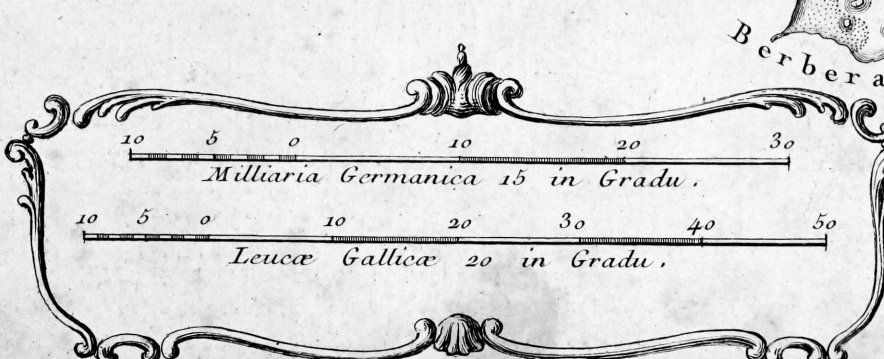 Berbera
10 5 0 10 20 30
Milliaria Germanica 15 in Gradu.
10 5 0 10 20 30 40 50
Leucæ Gallicæ 20 in Gradu.